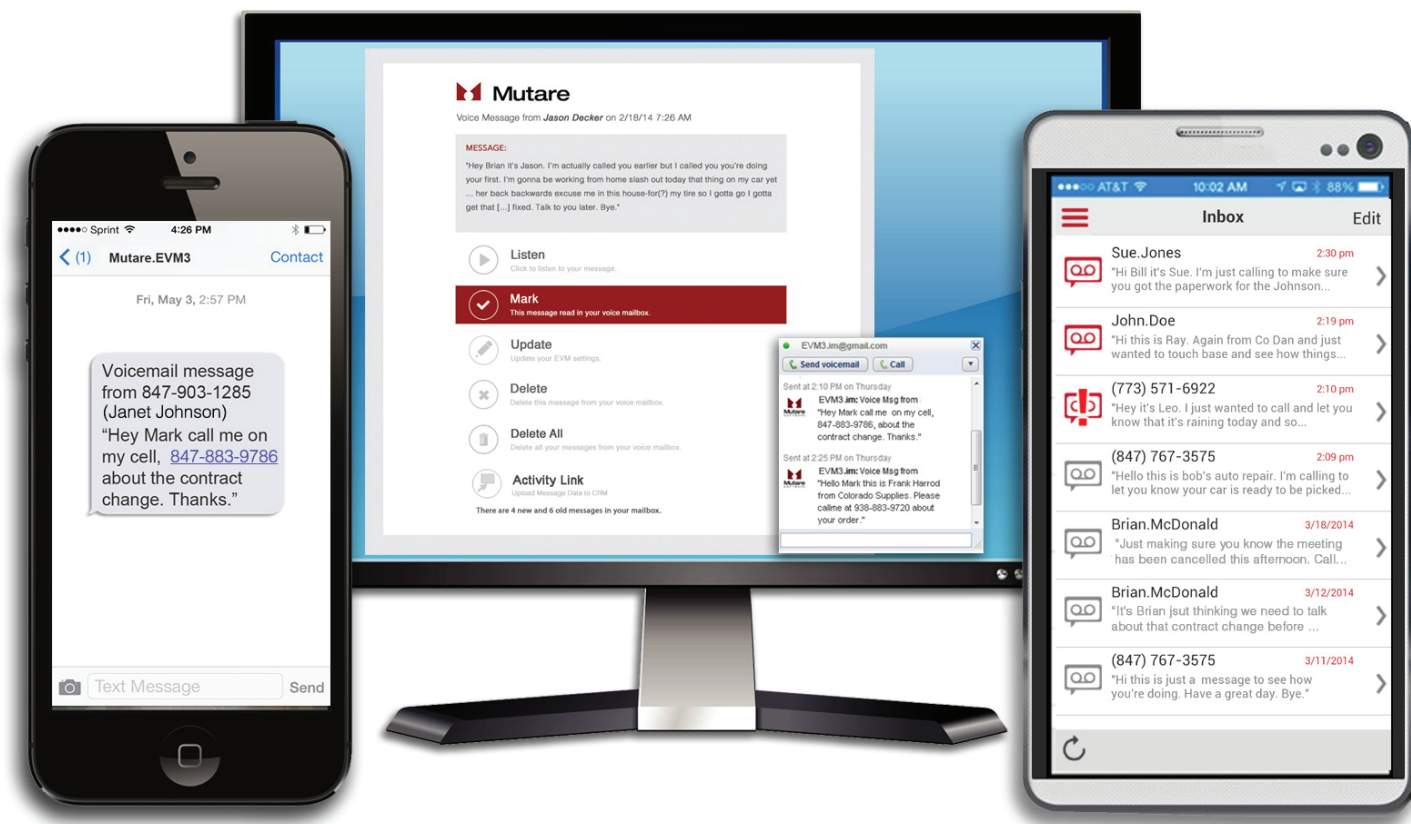 ●●●●○ Sprint 4:26 PM
(1) Mutare.EVM3 Contact
Fri, May 3, 2:57 PM
Voicemail message
from 847-903-1285
(Janet Johnson)
“Hey Mark call me on
my cell, 847-883-9786
about the contract
change. Thanks.”
Text Message Send
Mutare
Voice Message from Jason Decker on 2/18/14 7:26 AM
MESSAGE:
"Hey Brian it's Jason. I'm actually called you earlier but I called you you're doing
your first. I'm gonna be working from home slash out today that thing on my car yet
... her back backwards excuse me in this house-for(?) my tire so I gotta go I gotta
get that [...] fixed. Talk to you later. Bye."
Listen
Click to listen to your message.
Mark
This message read in your voice mailbox.
Update
Update your EVM settings.
Delete
Delete this message from your voice mailbox.
Delete All
Delete all your messages from your voice mailbox.
Activity Link
Upload Message Data to CRM
There are 4 new and 6 old messages in your mailbox.
EVM3.im@gmail.com
Send voicemail Call
Sent at 2:10 PM on Thursday
Mutare
EVM3.im: Voice Msg from
"Hey Mark call me on my cell,
847-883-9786, about the
contract change. Thanks."
Sent at 2:25 PM on Thursday
Mutare
EVM3.im: Voice Msg from
"Hello Mark this is Frank Harrod
from Colorado Supplies. Please
callme at 938-883-9720 about
your order."
●●●○○ AT&T 10:02 AM 88%
Inbox Edit
Sue.Jones 2:30 pm
"Hi Bill it's Sue. I'm just calling to make sure
you got the paperwork for the Johnson...
John.Doe 2:19 pm
"Hi this is Ray. Again from Co Dan and just
wanted to touch base and see how things...
(773) 571-6922 2:10 pm
"Hey it's Leo. I just wanted to call and let you
know that it's raining today and so...
(847) 767-3575 2:09 pm
"Hello this is bob's auto repair. I'm calling to
let you know your car is ready to be picked...
Brian.McDonald 3/18/2014
"Just making sure you know the meeting
has been cancelled this afternoon. Call...
Brian.McDonald 3/12/2014
"It's Brian jsut thinking we need to talk
about that contract change before ...
(847) 767-3575 3/11/2014
"Hi this is just a message to see how
you're doing. Have a great day. Bye."